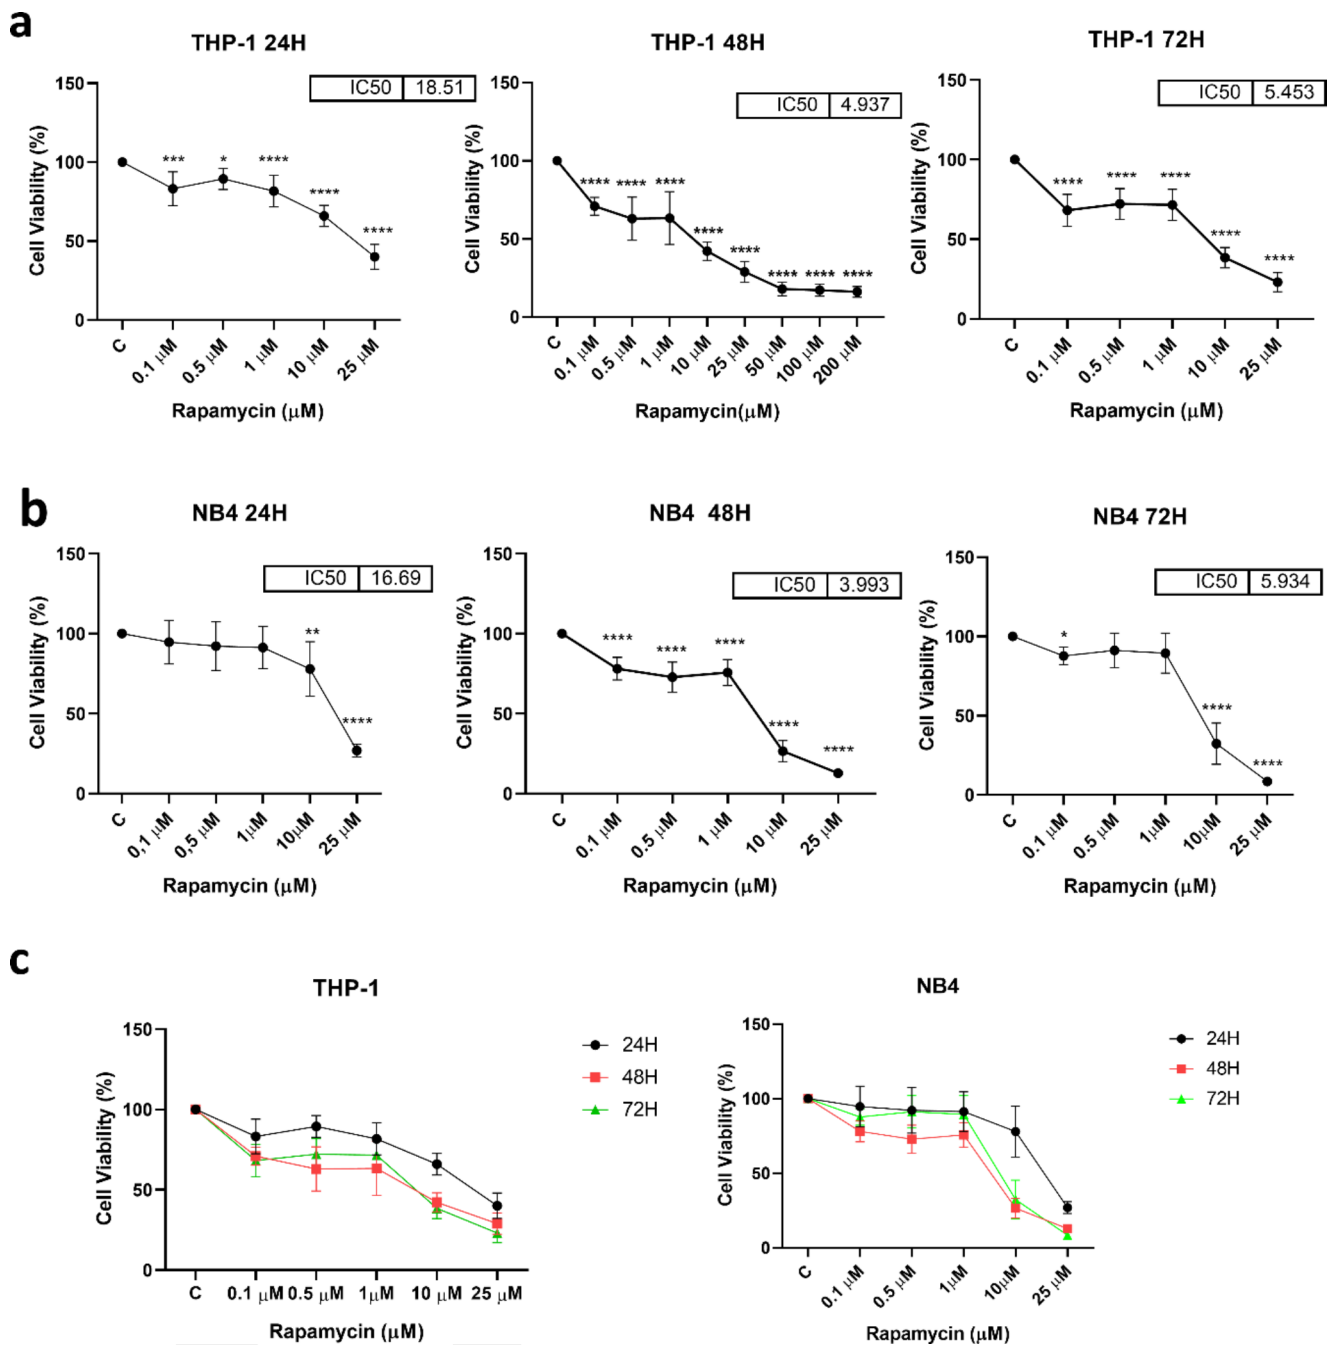 a
THP-1 24H
IC50 18.51
Cell Viability (%)
150
100
50
0
*** * **** **** ****
C 0.1 μM 0.5 μM 1 μM 10 μM 25 μM
Rapamycin (μM)
THP-1 48H
IC50 4.937
Cell Viability (%)
150
100
50
0
**** **** **** **** **** **** **** ****
C 0.1 μM 0.5 μM 1 μM 10 μM 25 μM 50 μM 100 μM 200 μM
Rapamycin(μM)
THP-1 72H
IC50 5.453
Cell Viability (%)
150
100
50
0
**** **** **** **** ****
C 0.1 μM 0.5 μM 1 μM 10 μM 25 μM
Rapamycin (μM)
b
NB4 24H
IC50 16.69
Cell Viability (%)
150
100
50
0
** ****
C 0,1 μM 0,5 μM 1μM 10μM 25 μM
Rapamycin (μM)
NB4 48H
IC50 3.993
Cell Viability (%)
150
100
50
0
**** **** **** **** ****
C 0.1 μM 0.5 μM 1 μM 10 μM 25 μM
Rapamycin (μM)
NB4 72H
IC50 5.934
Cell Viability (%)
150
100
50
0
* **** ****
C 0.1 μM 0.5 μM 1μM 10μM 25 μM
Rapamycin (μM)
c
THP-1
Cell Viability (%)
150
100
50
0
C 0.1 μM 0.5 μM 1μM 10 μM 25 μM
Rapamycin (μM)
24H
48H
72H
NB4
Cell Viability (%)
150
100
50
0
C 0.1 μM 0.5 μM 1μM 10μM 25 μM
Rapamycin (μM)
24H
48H
72H